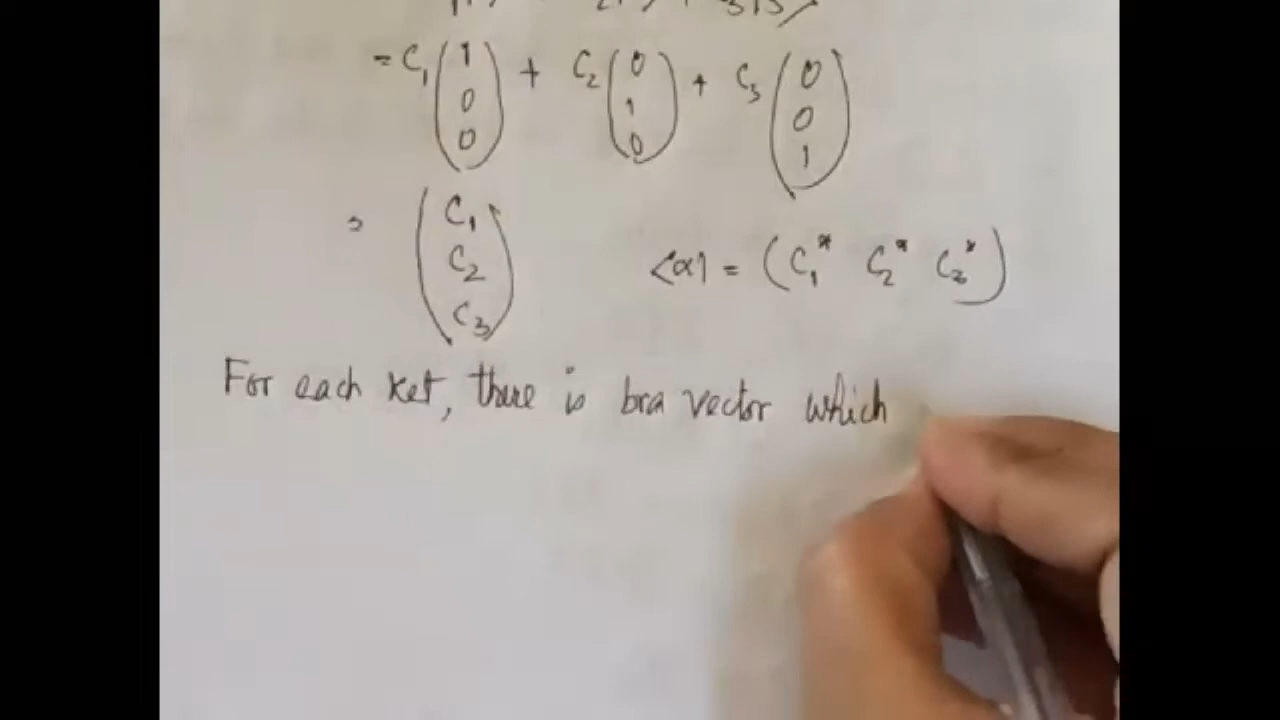 = C₁ (1 0 0) + C₂ (0 1 0) + C₃ (0 0 1)
= (C₁ C₂ C₃)
<α| = (C₁* C₂* C₃*)
For each ket, there is bra vector which